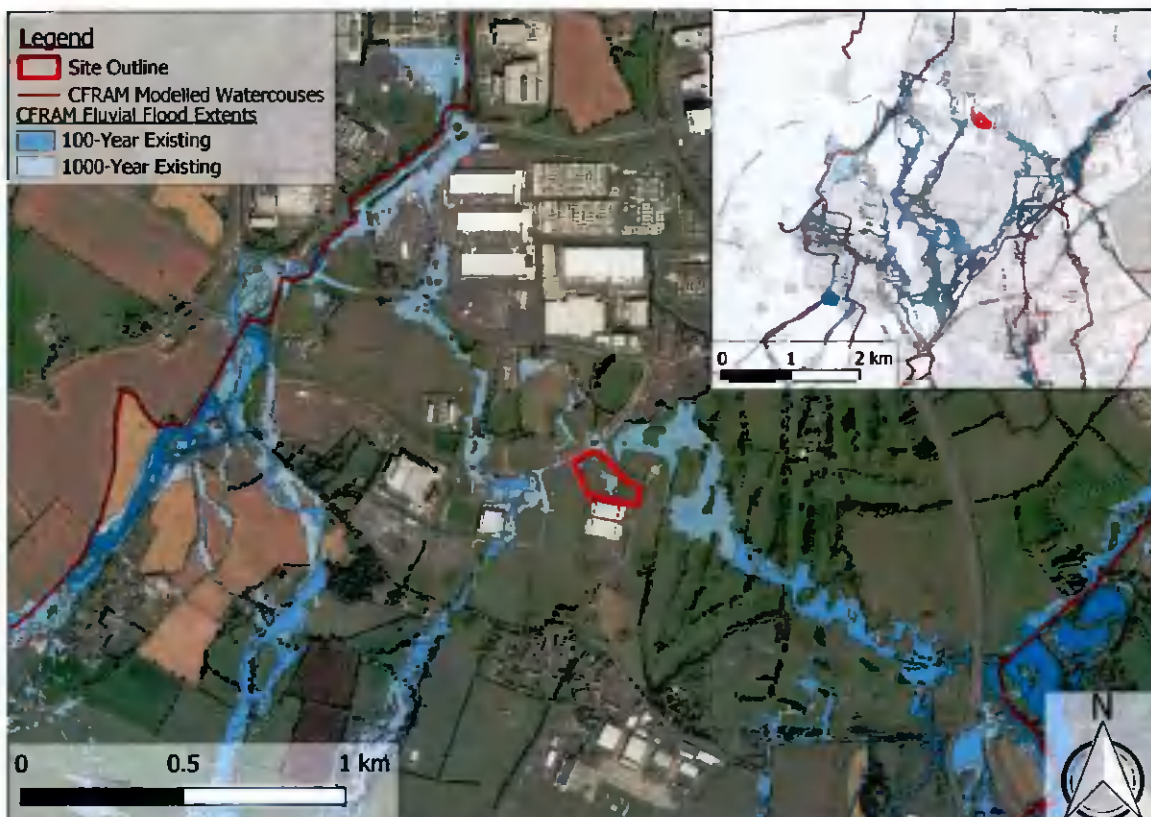 Legend
Site Outline
CFRAM Modelled Watercouses
CFRAM Fluvial Flood Extents
100-Year Existing
1000-Year Existing
0 1 2 km
0 0.5 1 km
N